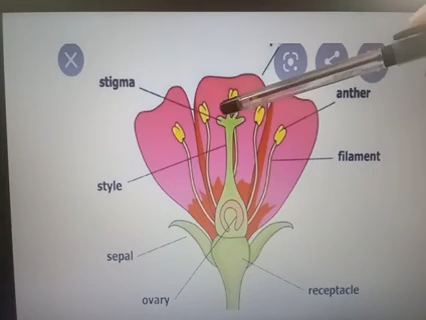 stigma
anther
filament
style
sepal
ovary
receptacle